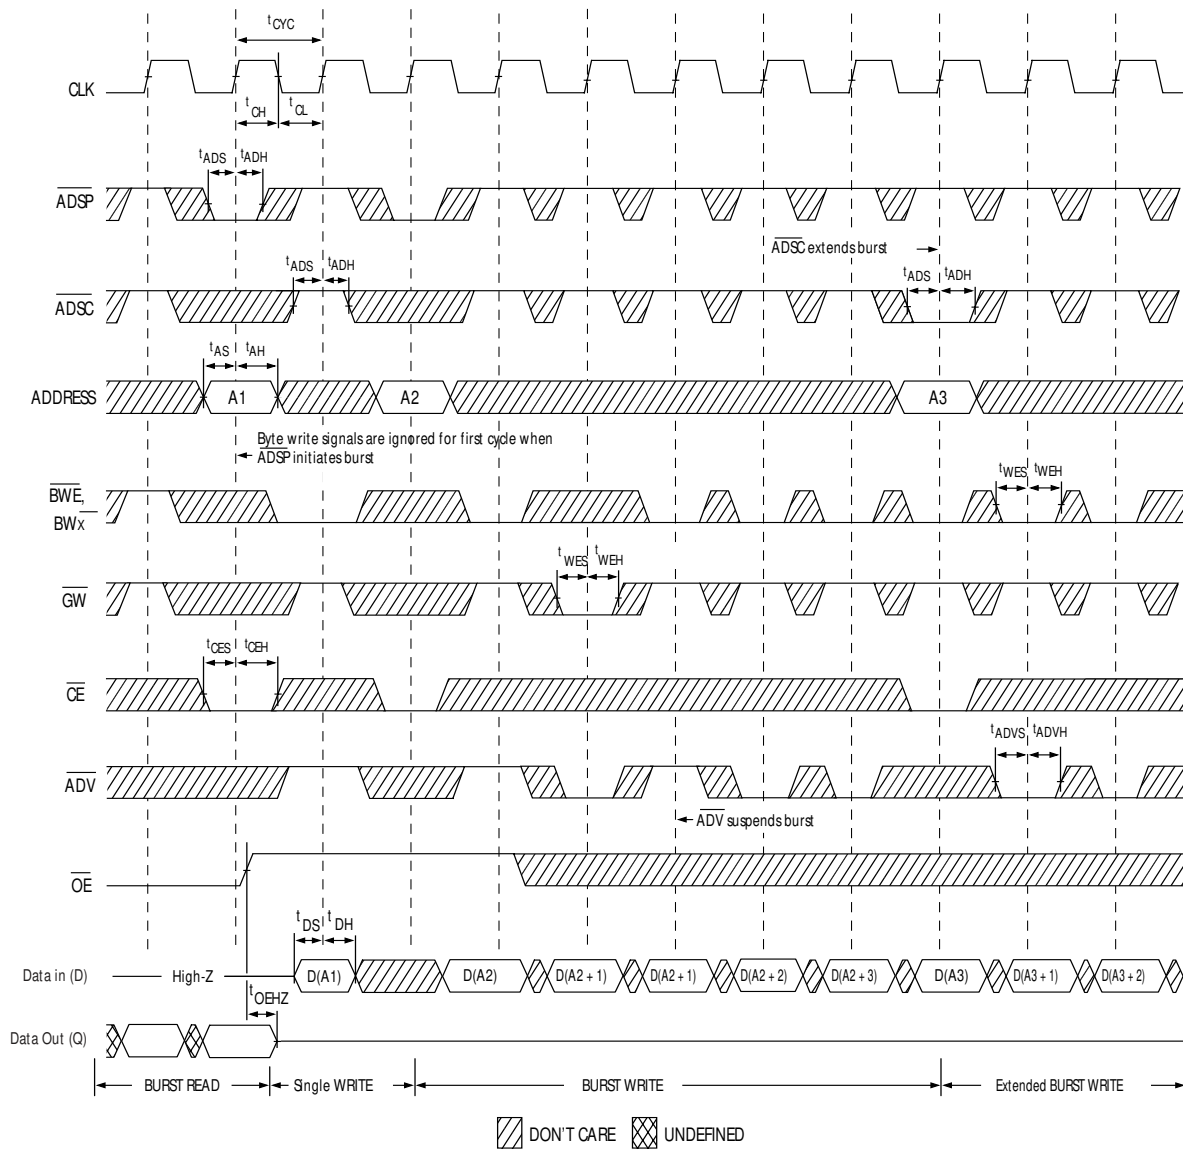 tCYC
CLK
tCH
tCL
tADS tADH
ADSP
ADSC extends burst
tADS tADH
tADS tADH
ADSC
tAS tAH
ADDRESS
A1
A2
A3
Byte write signals are ignored for first cycle when
ADSP initiates burst
tWES tWEH
BWE,
BWX
tWES tWEH
GW
tCES tCEH
CE
tADVS tADVH
ADV
ADV suspends burst
OE
tDS tDH
Data in (D)
High-Z
D(A1)
D(A2)
D(A2 + 1)
D(A2 + 1)
D(A2 + 2)
D(A2 + 3)
D(A3)
D(A3 + 1)
D(A3 + 2)
tOEHZ
Data Out (Q)
BURST READ
Single WRITE
BURST WRITE
Extended BURST WRITE
DON'T CARE
UNDEFINED